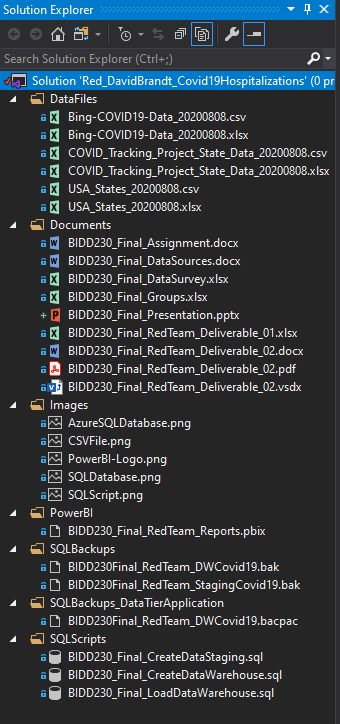 Solution Explorer
Search Solution Explorer (Ctrl+;)
Solution 'Red_DavidBrandt_Covid19Hospitalizations' (0 pr
DataFiles
Bing-COVID19-Data_20200808.csv
Bing-COVID19-Data_20200808.xlsx
COVID_Tracking_Project_State_Data_20200808.csv
COVID_Tracking_Project_State_Data_20200808.xlsx
USA_States_20200808.csv
USA_States_20200808.xlsx
Documents
BIDD230_Final_Assignment.docx
BIDD230_Final_DataSources.docx
BIDD230_Final_DataSurvey.xlsx
BIDD230_Final_Groups.xlsx
BIDD230_Final_Presentation.pptx
BIDD230_Final_RedTeam_Deliverable_01.xlsx
BIDD230_Final_RedTeam_Deliverable_02.docx
BIDD230_Final_RedTeam_Deliverable_02.pdf
BIDD230_Final_RedTeam_Deliverable_02.vsdx
Images
AzureSQLDatabase.png
CSVFile.png
PowerBI-Logo.png
SQLDatabase.png
SQLScript.png
PowerBI
BIDD230_Final_RedTeam_Reports.pbix
SQLBackups
BIDD230Final_RedTeam_DWCovid19.bak
BIDD230Final_RedTeam_StagingCovid19.bak
SQLBackups_DataTierApplication
BIDD230Final_RedTeam_DWCovid19.bacpac
SQLScripts
BIDD230_Final_CreateDataStaging.sql
BIDD230_Final_CreateDataWarehouse.sql
BIDD230_Final_LoadDataWarehouse.sql